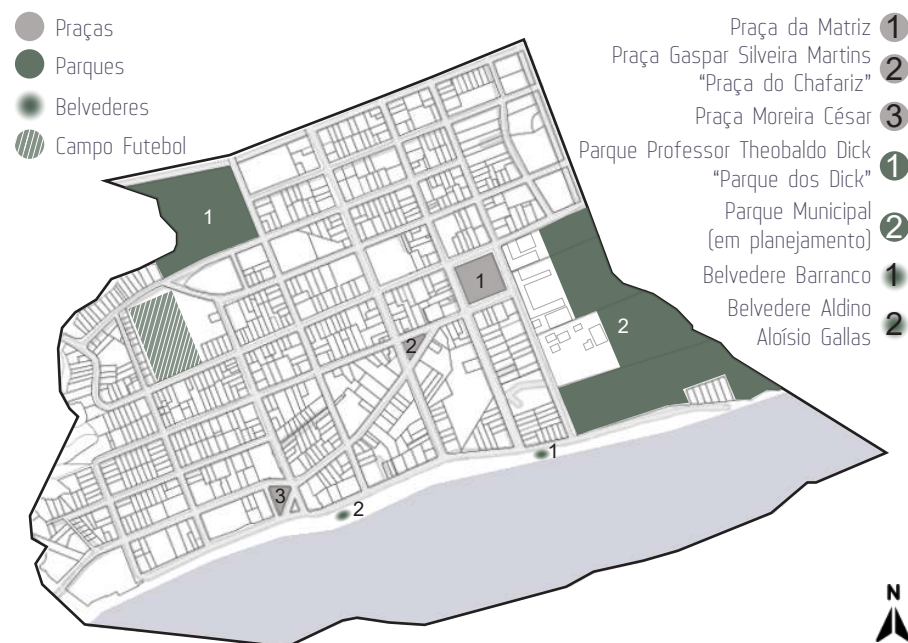 Praças
Parques
Belvederes
Campo Futebol
Praça da Matriz 1
Praça Gaspar Silveira Martins
“Praça do Chafariz” 2
Praça Moreira César 3
Parque Professor Theobaldo Dick
“Parque dos Dick” 1
Parque Municipal
(em planejamento) 2
Belvedere Barranco 1
Belvedere Aldino
Aloísio Gallas 2
1
1
2
2
1
3
2
N